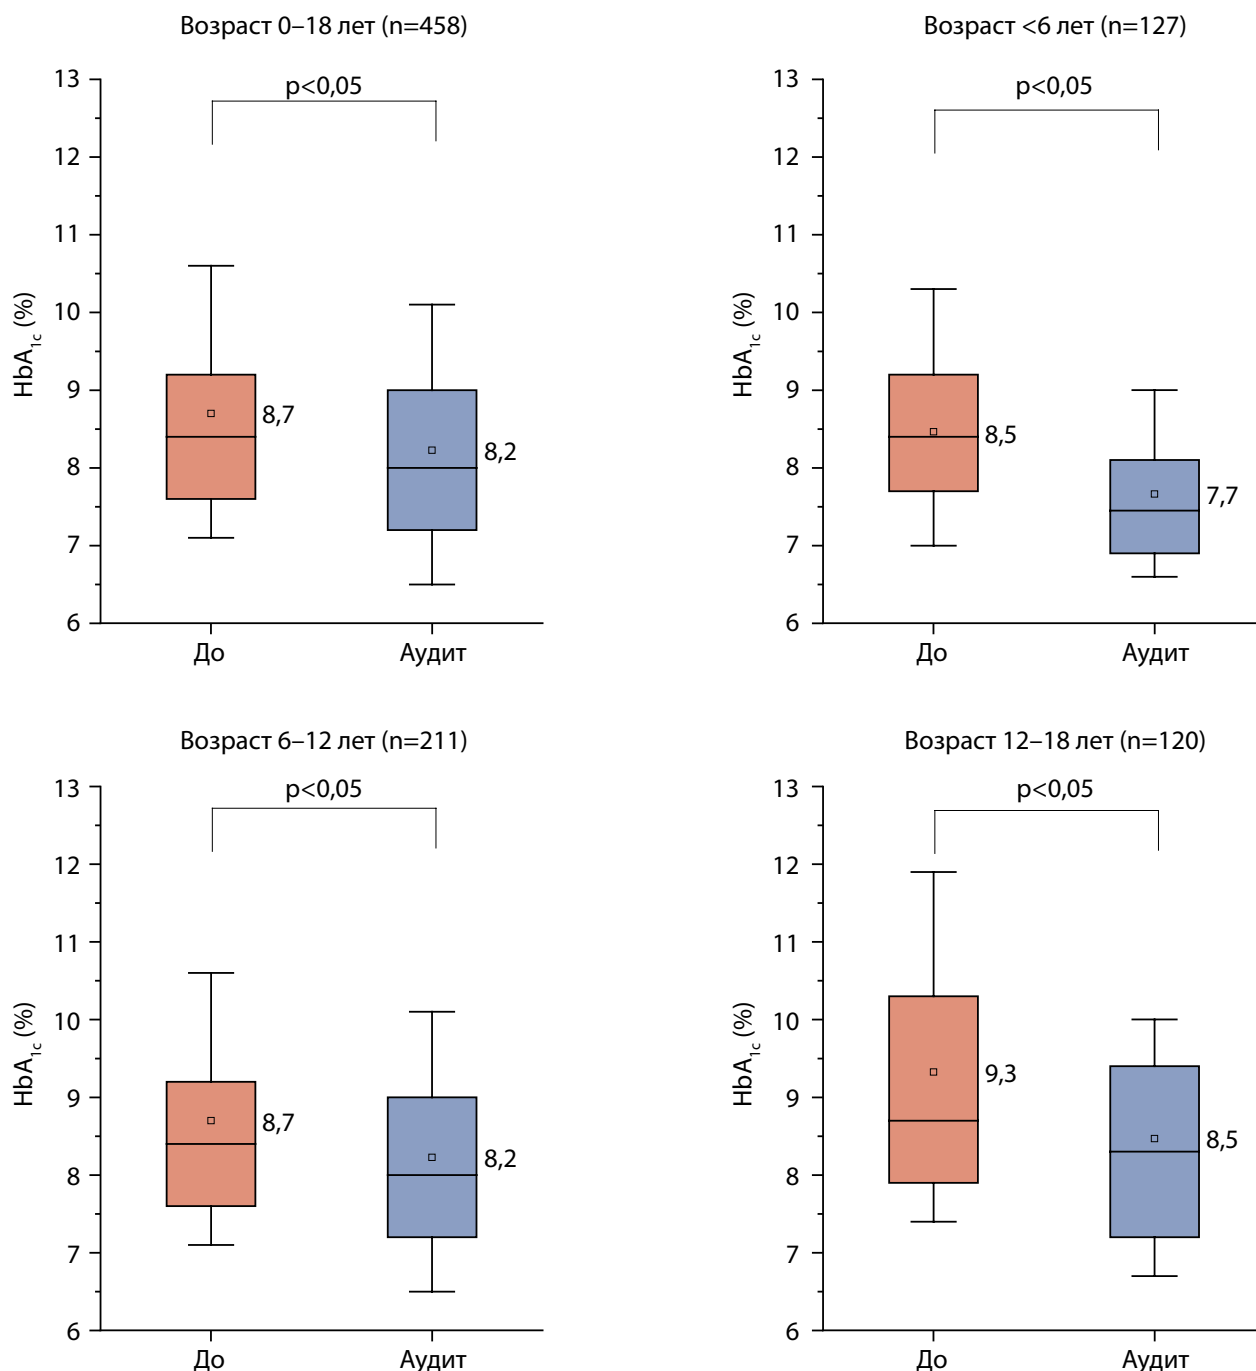 Возраст 0–18 лет (n=458)
p<0,05
13
12
11
10
9
8
7
6
HbA1c (%)
8,7
8,2
До
Аудит
Возраст <6 лет (n=127)
p<0,05
13
12
11
10
9
8
7
6
HbA1c (%)
8,5
7,7
До
Аудит
Возраст 6–12 лет (n=211)
p<0,05
13
12
11
10
9
8
7
6
HbA1c (%)
8,7
8,2
До
Аудит
Возраст 12–18 лет (n=120)
p<0,05
13
12
11
10
9
8
7
6
HbA1c (%)
9,3
8,5
До
Аудит